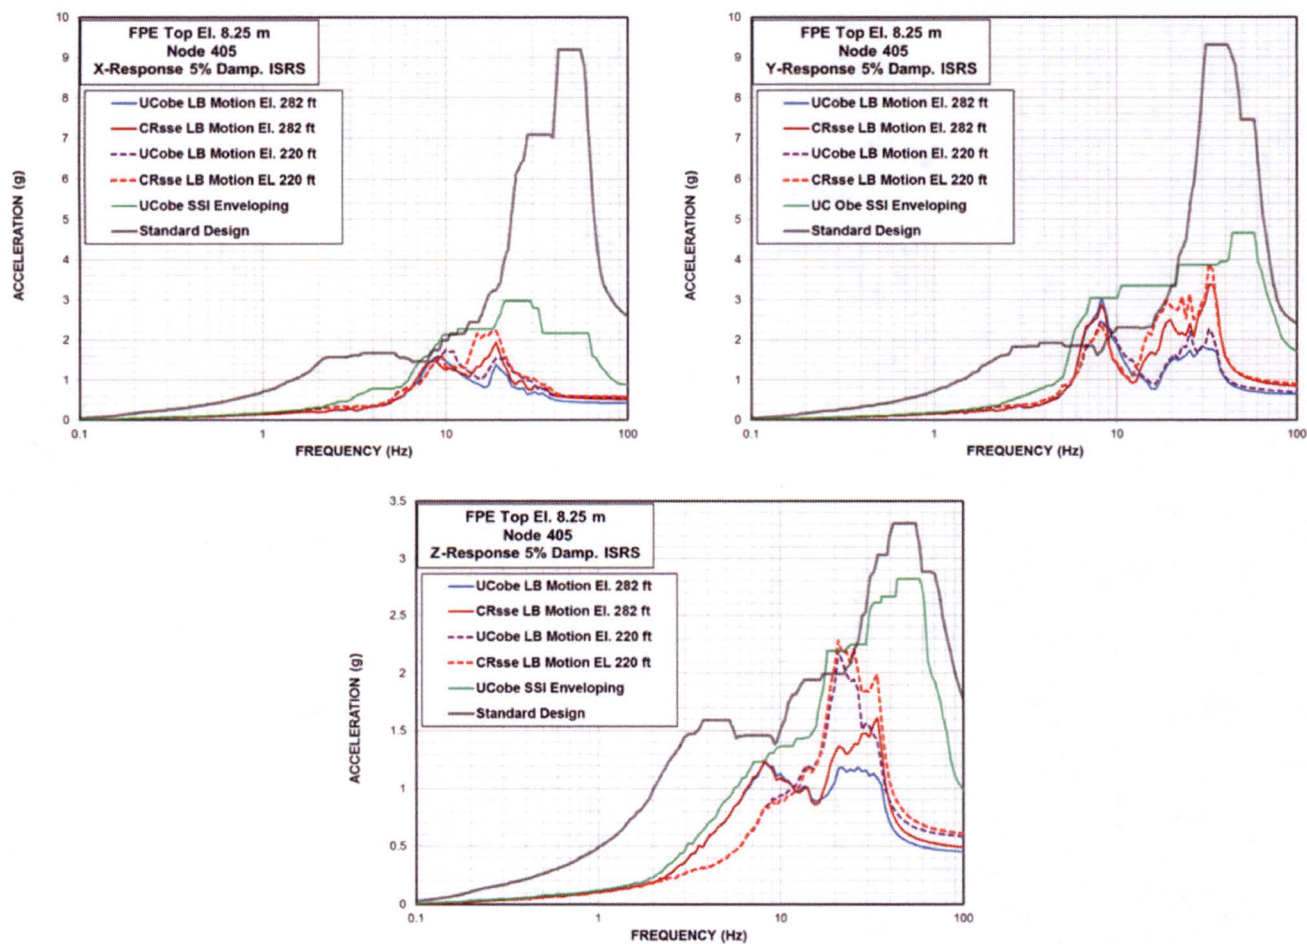 FPE Top El. 8.25 m
Node 405
X-Response 5% Damp. ISRS
UCobe LB Motion El. 282 ft
CRsse LB Motion El. 282 ft
UCobe LB Motion El. 220 ft
CRsse LB Motion EL 220 ft
UCobe SSI Enveloping
Standard Design
ACCELERATION (g)
10
9
8
7
6
5
4
3
2
1
0
0.1
1
10
100
FREQUENCY (Hz)
FPE Top El. 8.25 m
Node 405
Y-Response 5% Damp. ISRS
UCobe LB Motion El. 282 ft
CRsse LB Motion El. 282 ft
UCobe LB Motion El. 220 ft
CRsse LB Motion EL 220 ft
UC Obe SSI Enveloping
Standard Design
ACCELERATION (g)
10
9
8
7
6
5
4
3
2
1
0
0.1
1
10
100
FREQUENCY (Hz)
FPE Top El. 8.25 m
Node 405
Z-Response 5% Damp. ISRS
UCobe LB Motion El. 282 ft
CRsse LB Motion El. 282 ft
UCobe LB Motion El. 220 ft
CRsse LB Motion EL 220 ft
UCobe SSI Enveloping
Standard Design
ACCELERATION (g)
3.5
3
2.5
2
1.5
1
0.5
0
0.1
1
10
100
FREQUENCY (Hz)